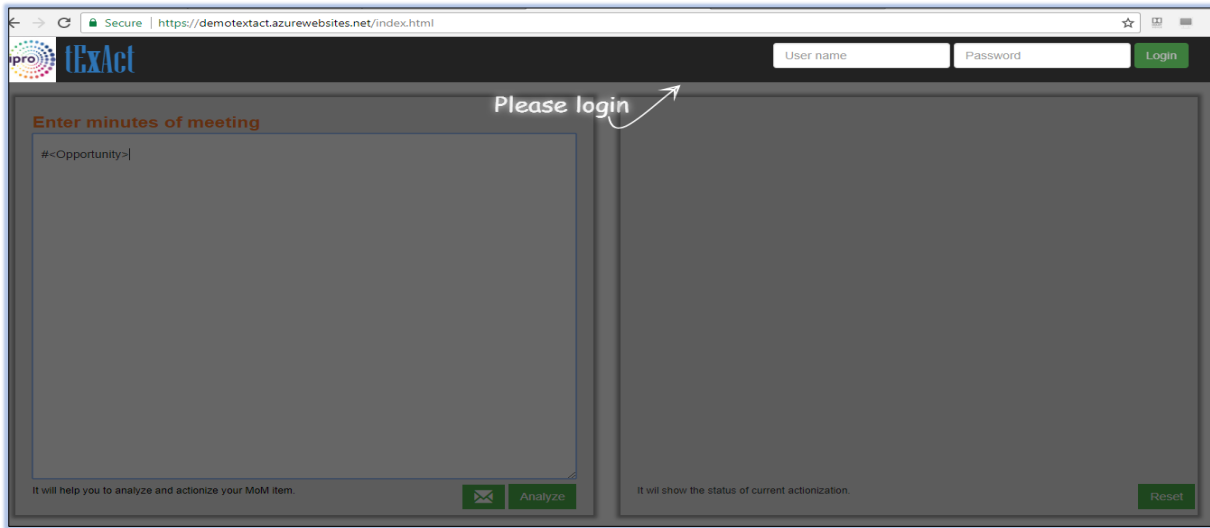 Secure | https://demotextact.azurewebsites.net/index.html
ipro tExAct User name Password Login
Please login
Enter minutes of meeting
#<Opportunity>
It will help you to analyze and actionize your MoM item. Analyze
It wil show the status of current actionization. Reset